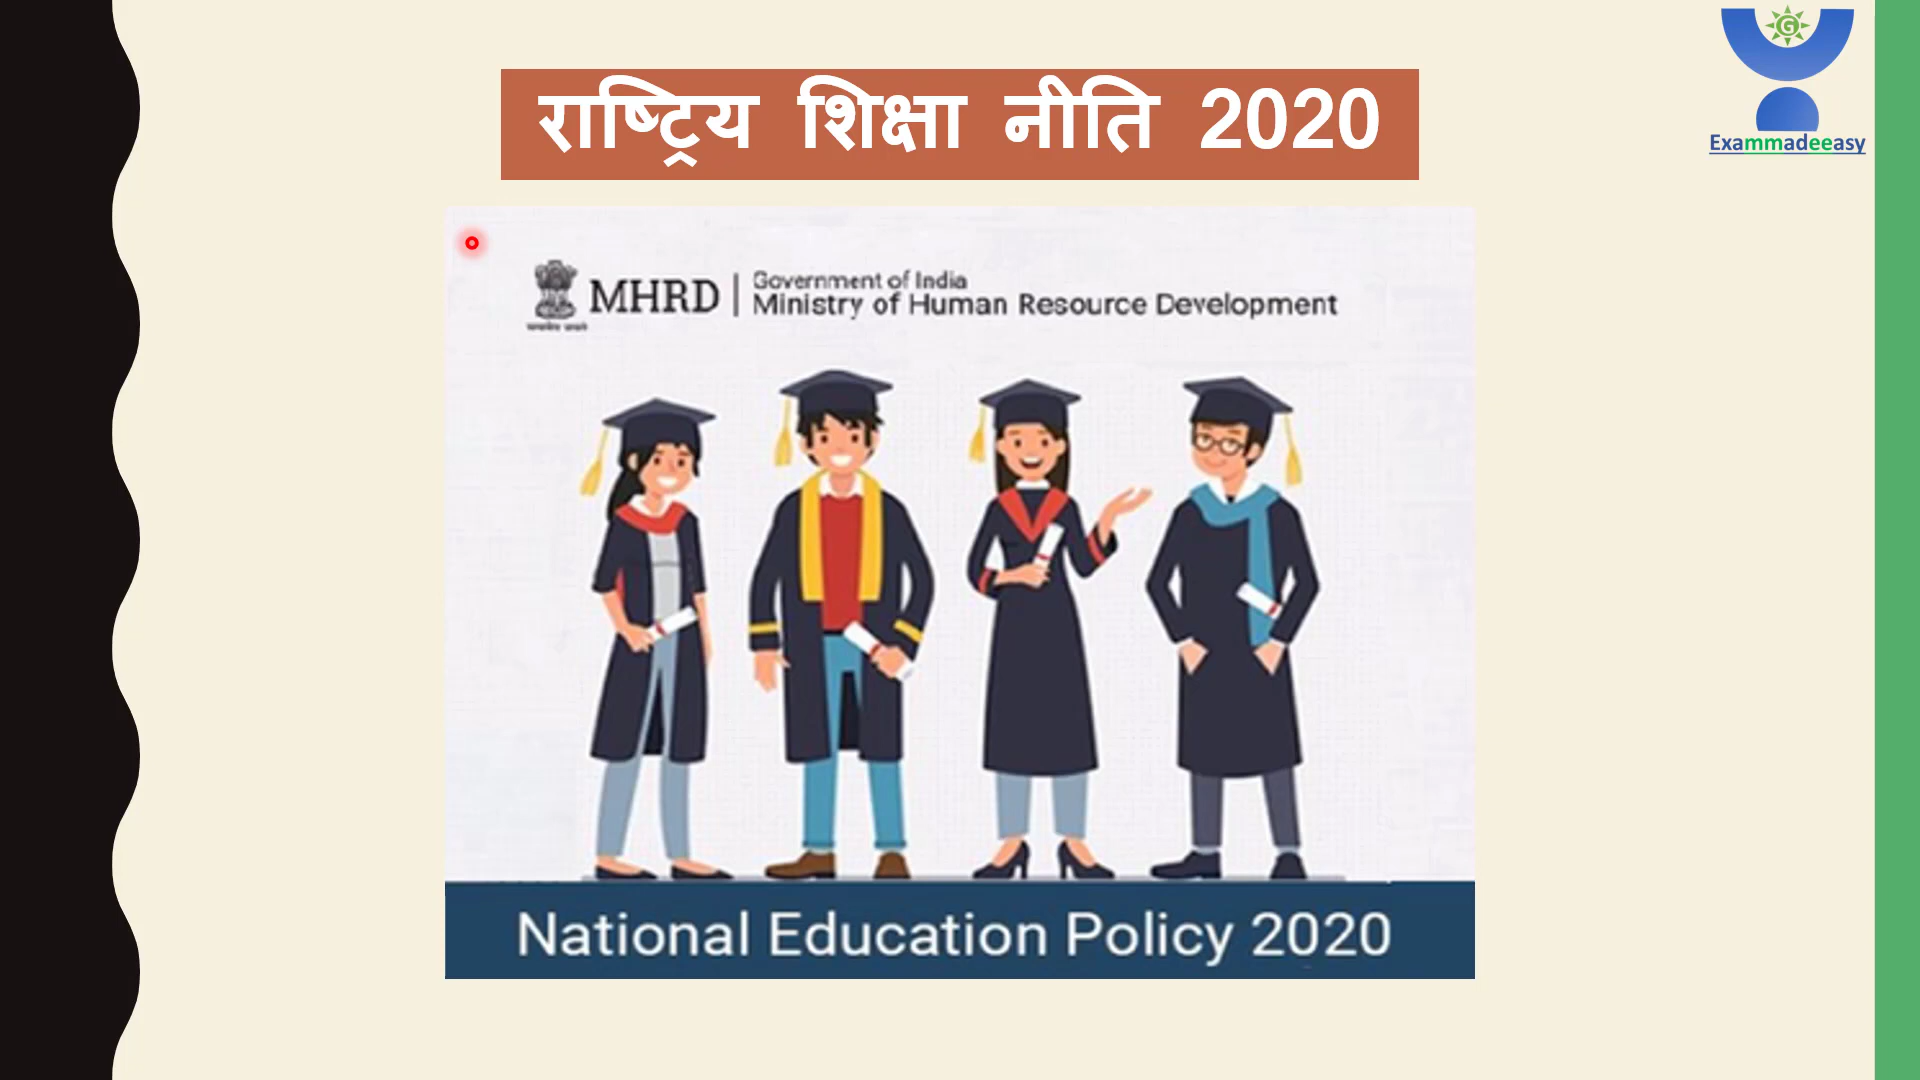 राष्ट्रिय शिक्षा नीति 2020
Exammadeeasy
MHRD
Government of India
Ministry of Human Resource Development
National Education Policy 2020